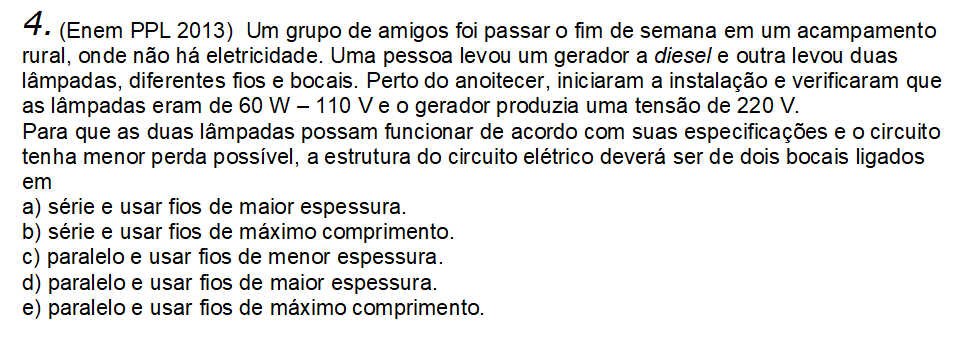 4. (Enem PPL 2013) Um grupo de amigos foi passar o fim de semana em um acampamento
rural, onde não há eletricidade. Uma pessoa levou um gerador a diesel e outra levou duas
lâmpadas, diferentes fios e bocais. Perto do anoitecer, iniciaram a instalação e verificaram que
as lâmpadas eram de 60 W – 110 V e o gerador produzia uma tensão de 220 V.
Para que as duas lâmpadas possam funcionar de acordo com suas especificações e o circuito
tenha menor perda possível, a estrutura do circuito elétrico deverá ser de dois bocais ligados
em
a) série e usar fios de maior espessura.
b) série e usar fios de máximo comprimento.
c) paralelo e usar fios de menor espessura.
d) paralelo e usar fios de maior espessura.
e) paralelo e usar fios de máximo comprimento.